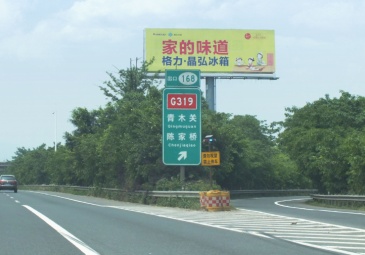 家的味道
格力·晶弘冰箱
出口 168
G319
青木关
Qingmuguan
陈家桥
Chenjiaqiao